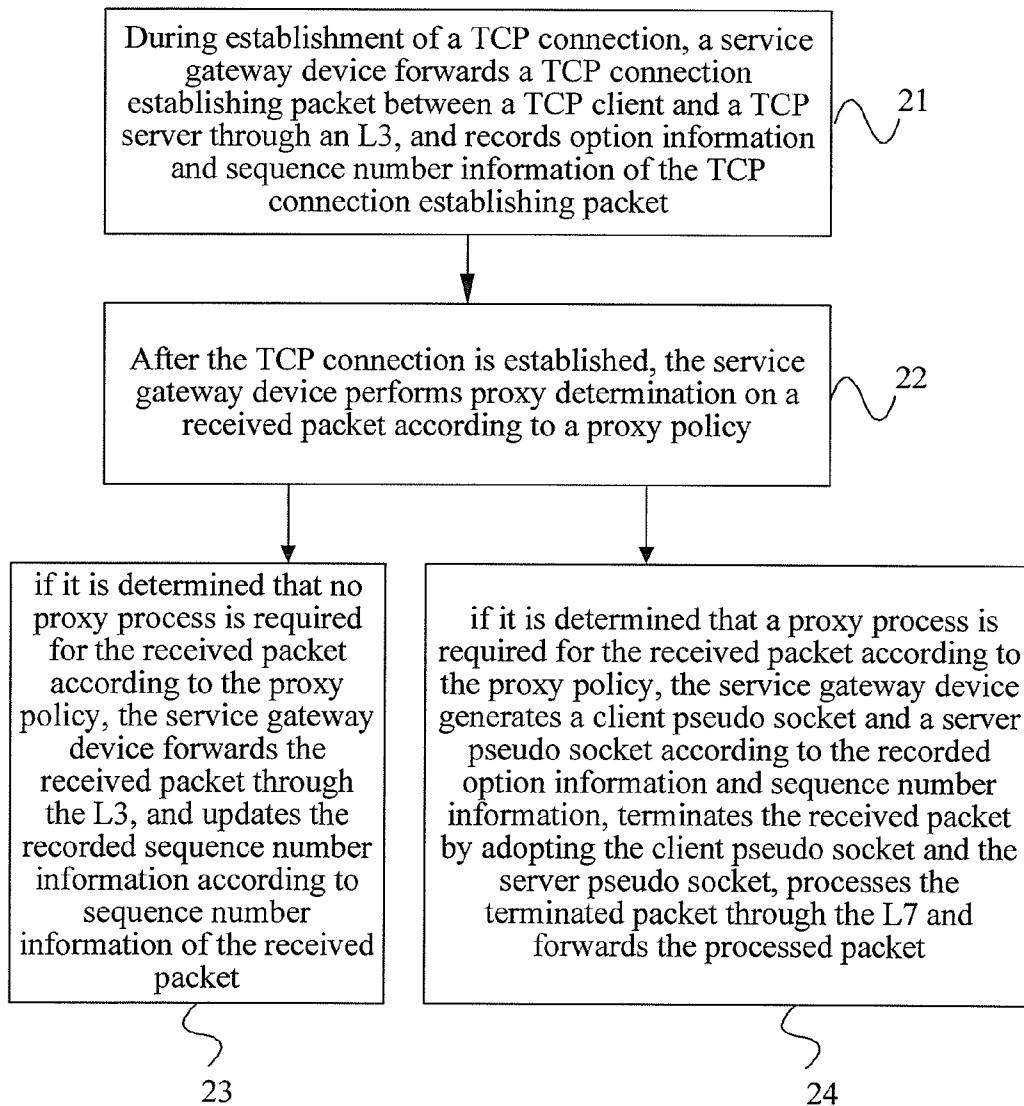 During establishment of a TCP connection, a service
gateway device forwards a TCP connection
establishing packet between a TCP client and a TCP
server through an L3, and records option information
and sequence number information of the TCP
connection establishing packet
21
After the TCP connection is established, the service
gateway device performs proxy determination on a
received packet according to a proxy policy
22
if it is determined that no
proxy process is required
for the received packet
according to the proxy
policy, the service gateway
device forwards the
received packet through
the L3, and updates the
recorded sequence number
information according to
sequence number
information of the received
packet
23
if it is determined that a proxy process is
required for the received packet according to
the proxy policy, the service gateway device
generates a client pseudo socket and a server
pseudo socket according to the recorded
option information and sequence number
information, terminates the received packet
by adopting the client pseudo socket and the
server pseudo socket, processes the
terminated packet through the L7 and
forwards the processed packet
24